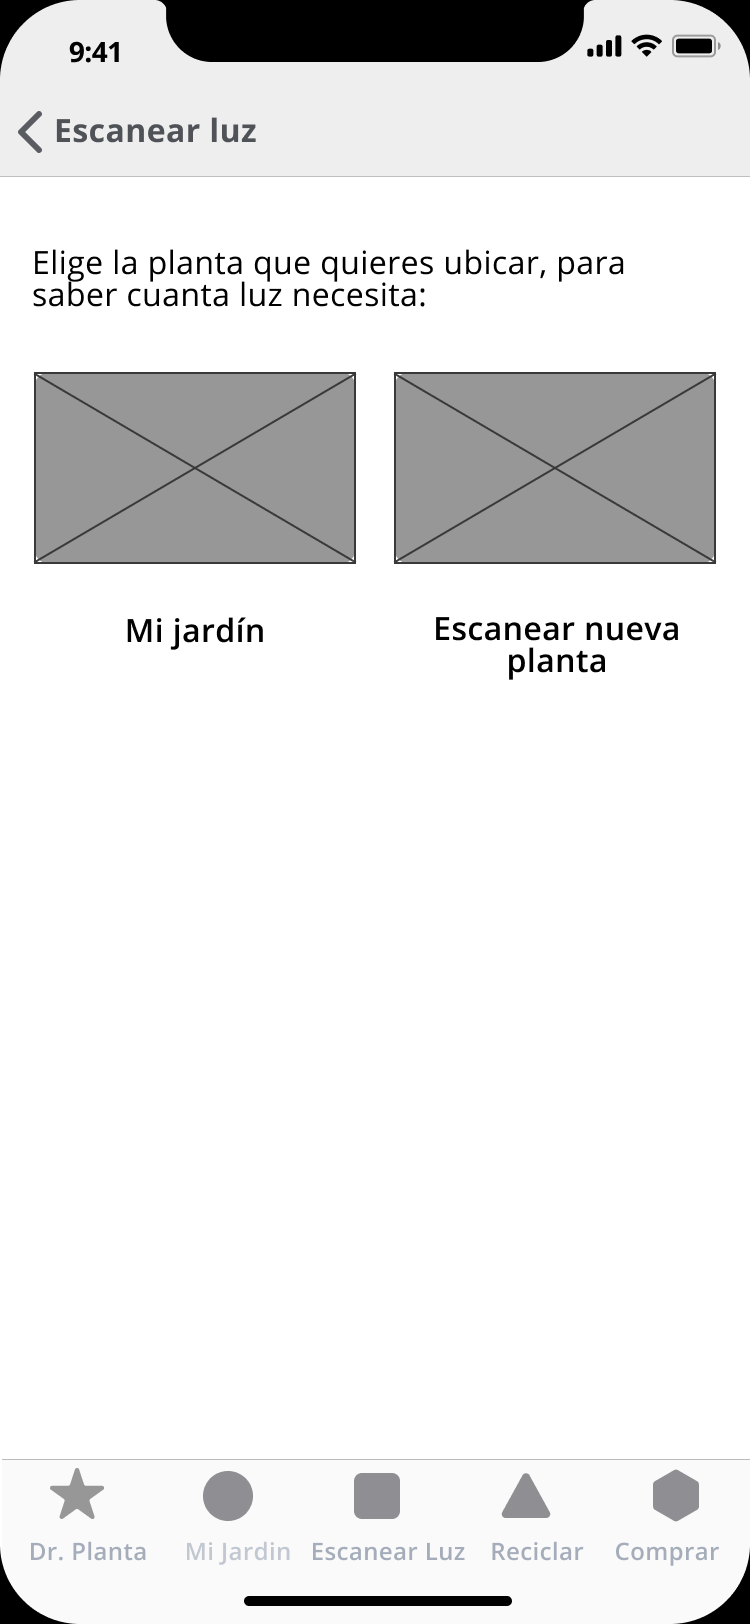 9:41
Escanear luz
Elige la planta que quieres ubicar, para
saber cuanta luz necesita:
Mi jardín
Escanear nueva
planta
Dr. Planta
Mi Jardin
Escanear Luz
Reciclar
Comprar